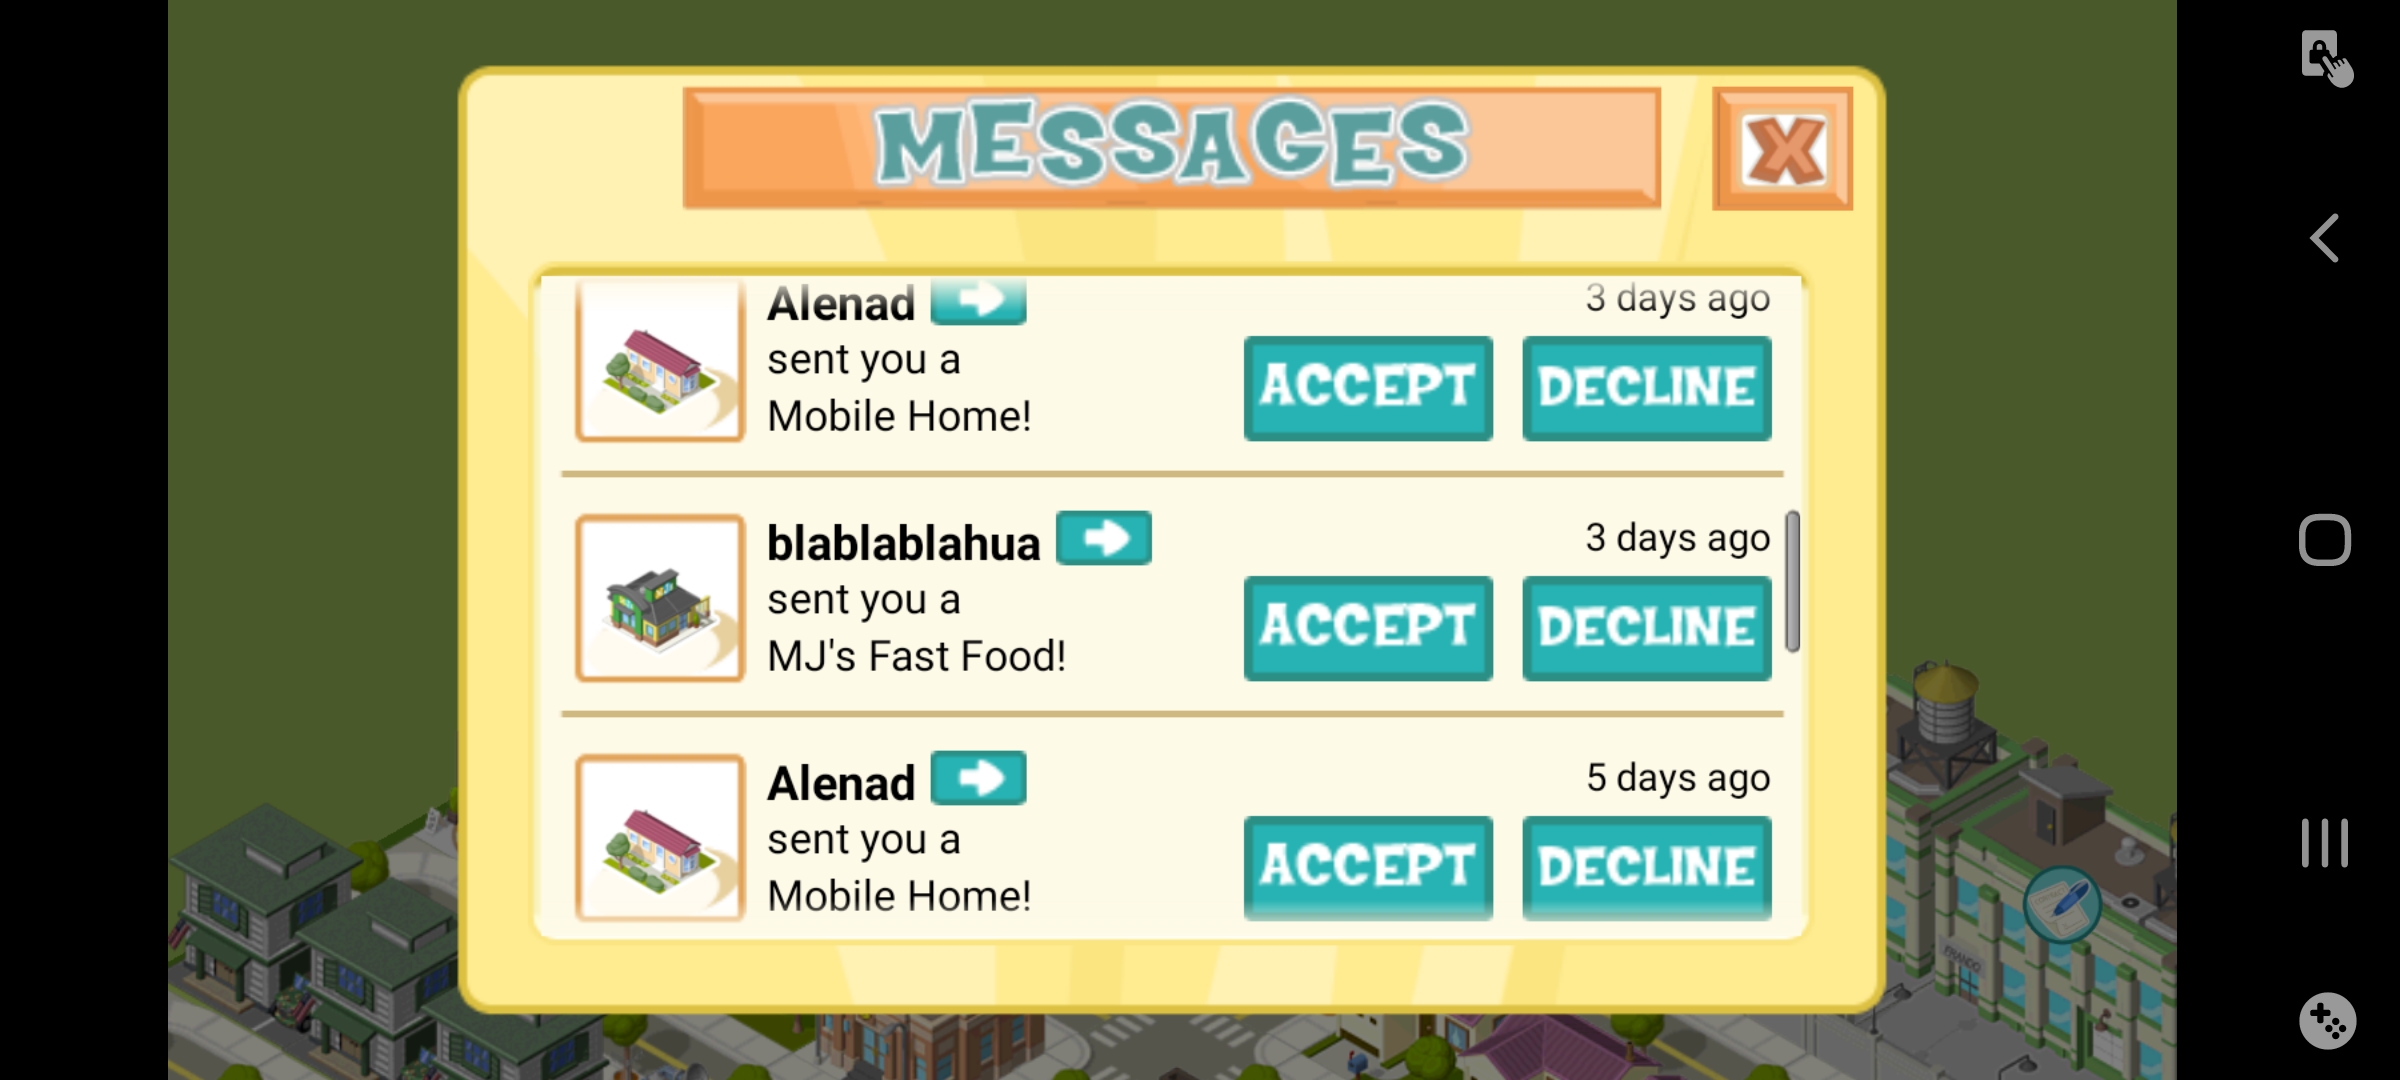 MESSAGES
X
Alenad
3 days ago
sent you a
Mobile Home!
ACCEPT
DECLINE
blablablahua
3 days ago
sent you a
MJ's Fast Food!
ACCEPT
DECLINE
Alenad
5 days ago
sent you a
Mobile Home!
ACCEPT
DECLINE